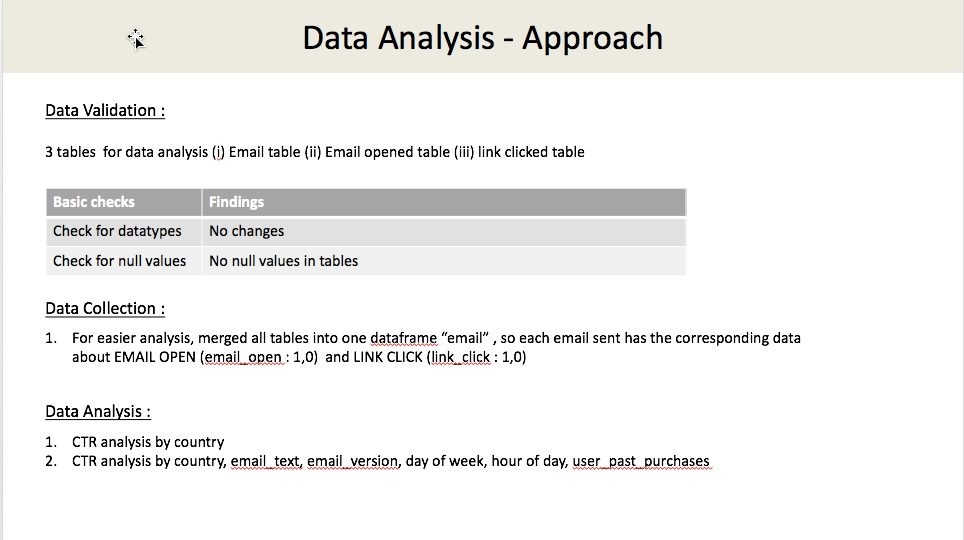 Data Analysis - Approach
Data Validation :
3 tables  for data analysis (i) Email table (ii) Email opened table (iii) link clicked table
Basic checks Findings
Check for datatypes No changes
Check for null values No null values in tables
Data Collection :
1. For easier analysis, merged all tables into one dataframe “email” , so each email sent has the corresponding data
about EMAIL OPEN (email_open : 1,0)  and LINK CLICK (link_click : 1,0)
Data Analysis :
1. CTR analysis by country
2. CTR analysis by country, email_text, email_version, day of week, hour of day, user_past_purchases